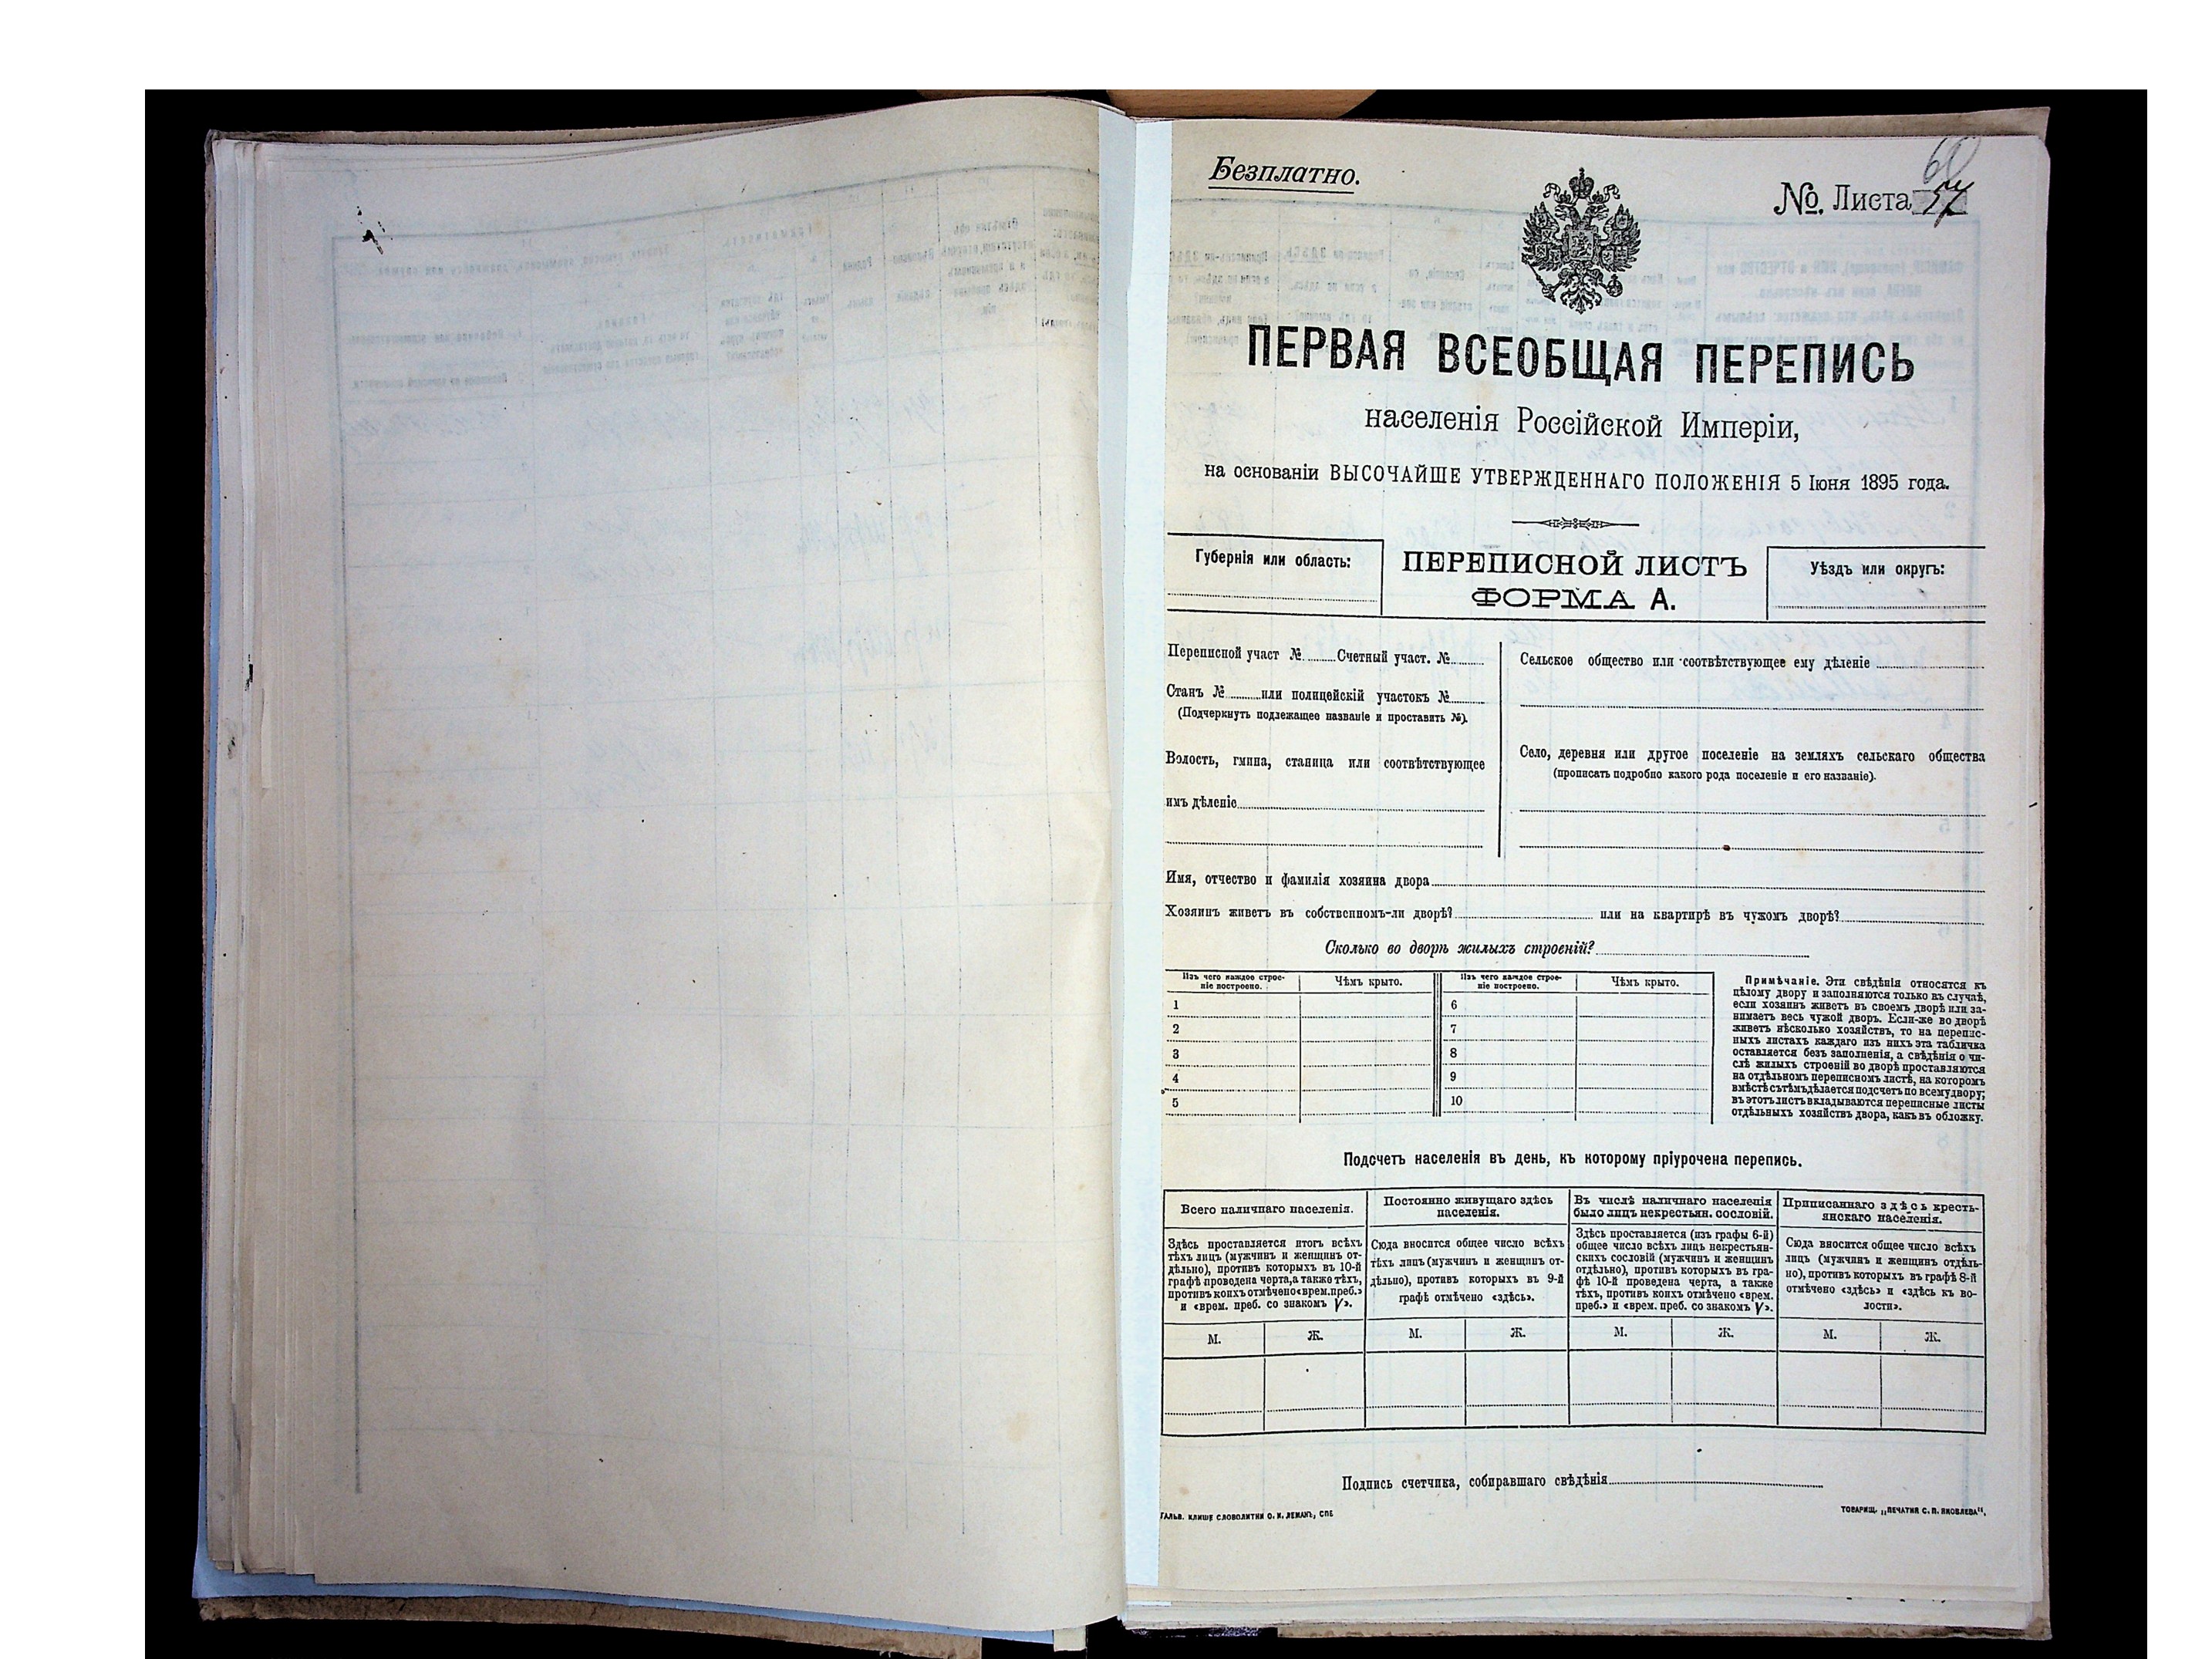 Безплатно.
60
№ Листа 57
ПЕРВАЯ ВСЕОБЩАЯ ПЕРЕПИСЬ
населенія Россійской Имперіи,
на основаніи ВЫСОЧАЙШЕ УТВЕРЖДЕННАГО ПОЛОЖЕНІЯ 5 Іюня 1895 года.
Губернія или область:
ПЕРЕПИСНОЙ ЛИСТЪ
ФОРМА А.
Уѣздъ или округъ:
Переписной участ № Счетный участ. №
Станъ № или полицейскій участокъ №
(Подчеркнуть подлежащее названіе и проставить №).
Волость, гмина, станица или соотвѣтствующее
имъ дѣленіе
Сельское общество или соотвѣтствующее ему дѣленіе
Село, деревня или другое поселеніе на земляхъ сельскаго общества
(прописать подробно какого рода поселеніе и его названіе).
Имя, отчество и фамилія хозяина двора
Хозяинъ живетъ въ собственномъ-ли дворѣ? или на квартирѣ въ чужомъ дворѣ?
Сколько во дворѣ жилыхъ строеній?
Изъ чего каждое строе-
ніе построено.
Чѣмъ крыто.
Изъ чего каждое строе-
ніе построено.
Чѣмъ крыто.
1 6
2 7
3 8
4 9
5 10
Примѣчаніе. Эти свѣдѣнія относятся къ
цѣлому двору и заполняются только въ случаѣ,
если хозяинъ живетъ въ своемъ дворѣ или за-
нимаетъ весь чужой дворъ. Если-же во дворѣ
живетъ нѣсколько хозяйствъ, то на перепис-
ныхъ листахъ каждаго изъ нихъ эта табличка
оставляется безъ заполненія, а свѣдѣнія о чи-
слѣ жилыхъ строеній во дворѣ проставляются
на отдѣльномъ переписномъ листѣ, на которомъ
вмѣстѣ съ тѣмъ дѣлается подсчетъ по всему двору;
въ этотъ листъ вкладываются переписные листы
отдѣльныхъ хозяйствъ двора, какъ въ обложку.
Подсчетъ населенія въ день, къ которому пріурочена перепись.
Всего наличнаго населенія.
Здѣсь проставляется итогъ всѣхъ
тѣхъ лицъ (мужчинъ и женщинъ от-
дѣльно), противъ которыхъ въ 10-й
графѣ проведена черта, а также тѣхъ,
противъ коихъ отмѣчено «врем. преб.»
и «врем. преб. со знакомъ V».
Постоянно живущаго здѣсь
населенія.
Сюда вносится общее число всѣхъ
тѣхъ лицъ (мужчинъ и женщинъ от-
дѣльно), противъ которыхъ въ 9-й
графѣ отмѣчено «здѣсь».
Въ числѣ наличнаго населенія
было лицъ некрестьян. сословій.
Здѣсь проставляется (изъ графы 6-й)
общее число всѣхъ лицъ некрестьян-
скихъ сословій (мужчинъ и женщинъ
отдѣльно), противъ которыхъ въ гра-
фѣ 10-й проведена черта, а также
тѣхъ, противъ коихъ отмѣчено «врем.
преб.» и «врем. преб. со знакомъ V».
Приписаннаго здѣсь кресть-
янскаго населенія.
Сюда вносится общее число всѣхъ
лицъ (мужчинъ и женщинъ отдѣль-
но), противъ которыхъ въ графѣ 8-й
отмѣчено «здѣсь» и «здѣсь къ во-
лости».
М. Ж. М. Ж. М. Ж. М. Ж.
Подпись счетчика, собиравшаго свѣдѣнія
ГАЛЬВ. КЛИШЕ СЛОВОЛИТНИ О. И. ЛЕМАНЪ, СПБ
ТОВАРИЩ. „ПЕЧАТНЯ С. П. ЯКОВЛЕВА“.